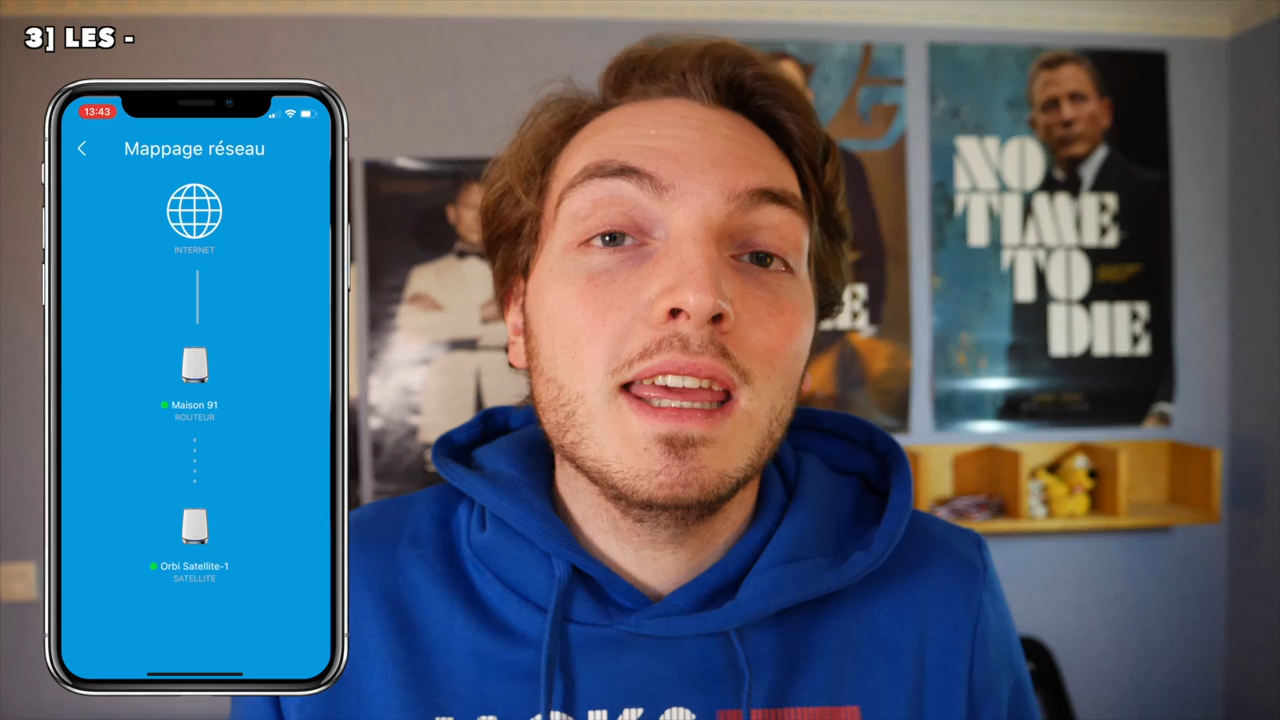 3] LES -
13:43
Mappage réseau
INTERNET
Maison 91
ROUTEUR
Orbi Satellite-1
SATELLITE
NO
TIME
TO
DIE